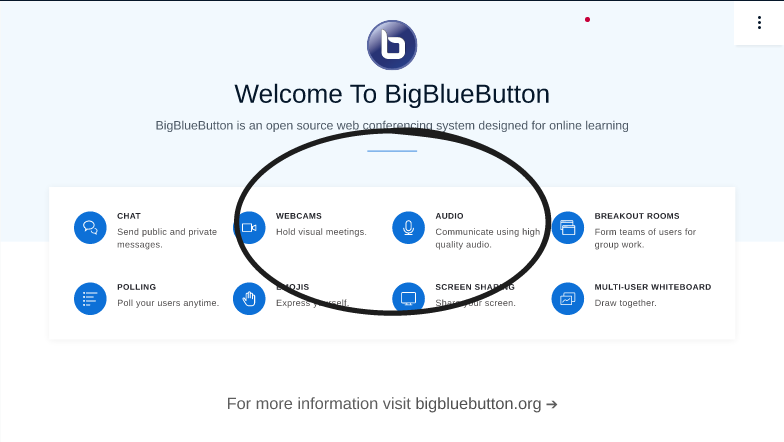 Welcome To BigBlueButton
BigBlueButton is an open source web conferencing system designed for online learning
CHAT
Send public and private
messages.
WEBCAMS
Hold visual meetings.
AUDIO
Communicate using high
quality audio.
BREAKOUT ROOMS
Form teams of users for
group work.
POLLING
Poll your users anytime.
EMOJIS
Express yourself.
SCREEN SHARING
Share your screen.
MULTI-USER WHITEBOARD
Draw together.
For more information visit bigbluebutton.org →